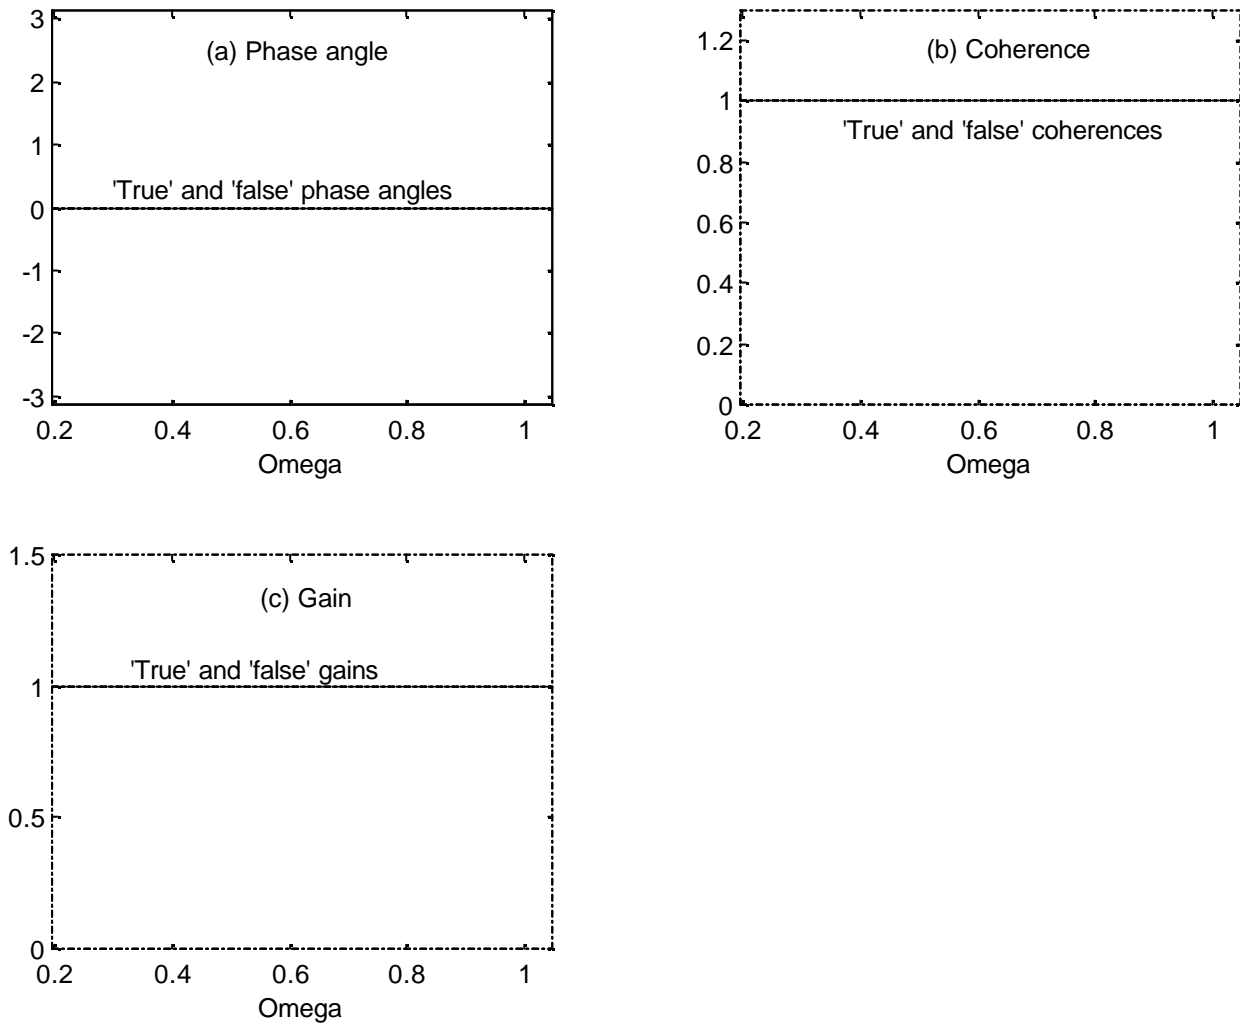 3
2
1
0
-1
-2
-3
(a) Phase angle
'True' and 'false' phase angles
0.2 0.4 0.6 0.8 1
Omega
1.2
1
0.8
0.6
0.4
0.2
0
(b) Coherence
'True' and 'false' coherences
0.2 0.4 0.6 0.8 1
Omega
1.5
1
0.5
0
(c) Gain
'True' and 'false' gains
0.2 0.4 0.6 0.8 1
Omega